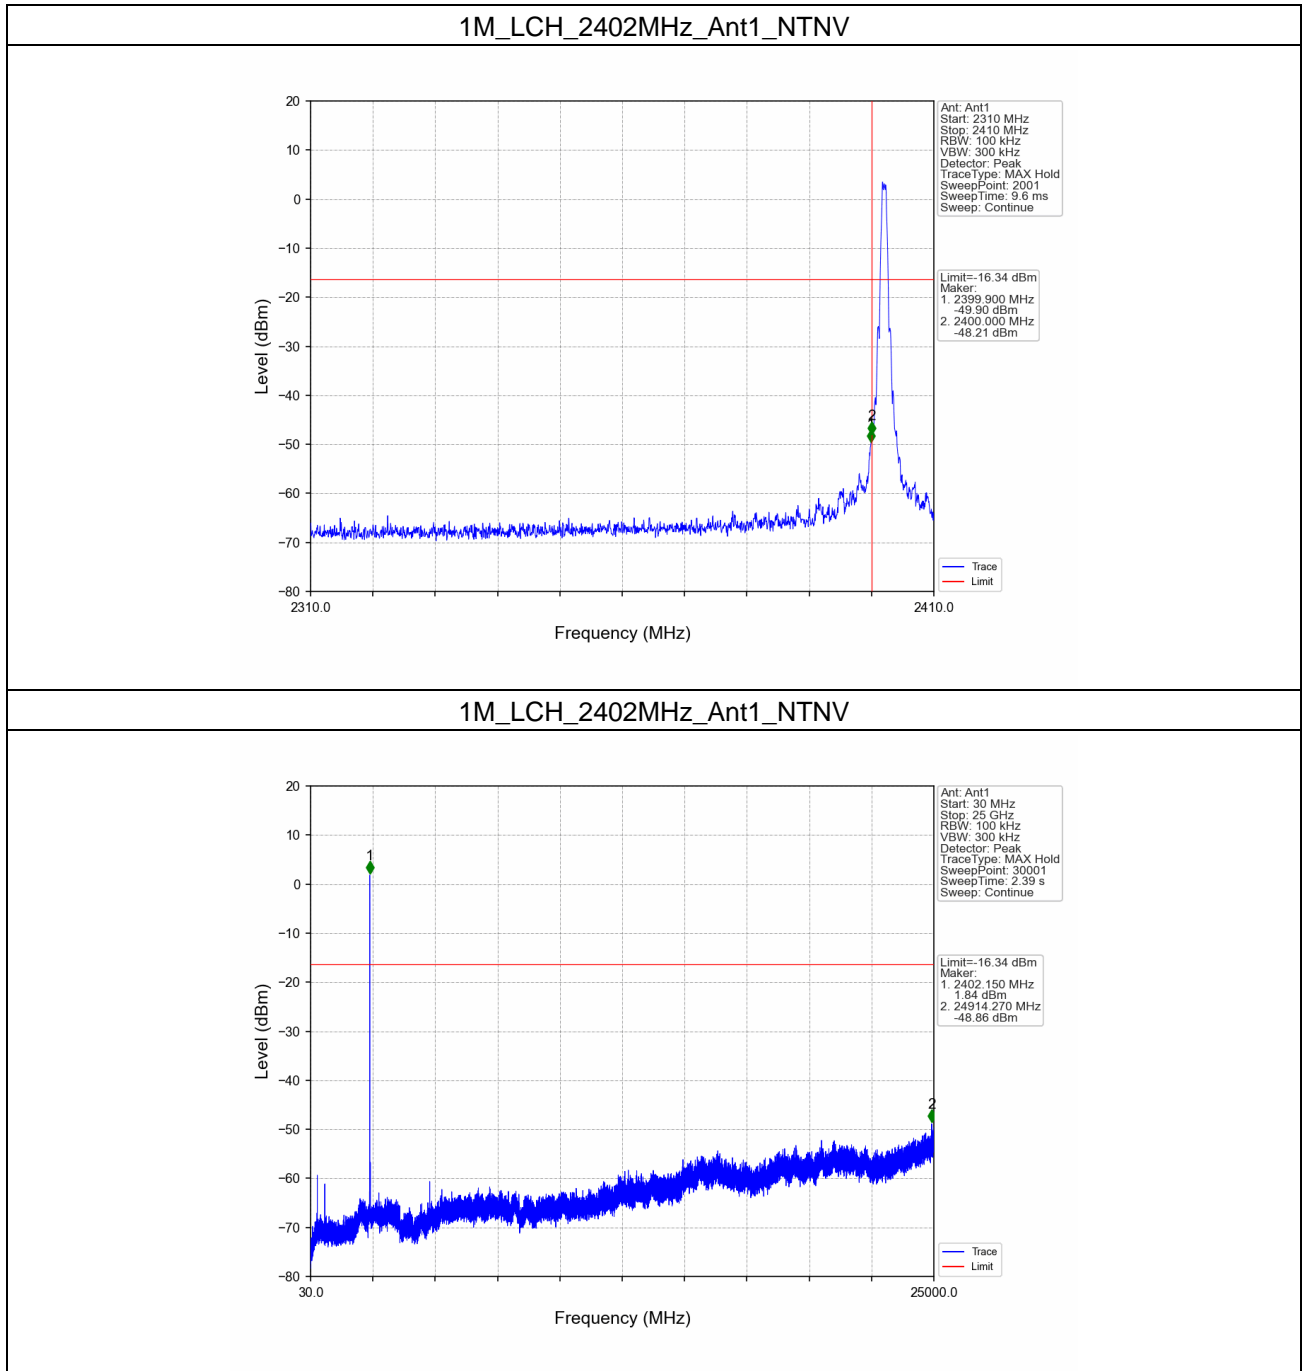 1M_LCH_2402MHz_Ant1_NTNV
20
10
0
−10
−20
−30
−40
−50
−60
−70
−80
Level (dBm)
2
2310.0
2410.0
Frequency (MHz)
Ant: Ant1
Start: 2310 MHz
Stop: 2410 MHz
RBW: 100 kHz
VBW: 300 kHz
Detector: Peak
TraceType: MAX Hold
SweepPoint: 2001
SweepTime: 9.6 ms
Sweep: Continue
Limit=-16.34 dBm
Maker:
1. 2399.900 MHz
-49.90 dBm
2. 2400.000 MHz
-48.21 dBm
Trace
Limit
1M_LCH_2402MHz_Ant1_NTNV
20
10
0
−10
−20
−30
−40
−50
−60
−70
−80
Level (dBm)
1
2
30.0
25000.0
Frequency (MHz)
Ant: Ant1
Start: 30 MHz
Stop: 25 GHz
RBW: 100 kHz
VBW: 300 kHz
Detector: Peak
TraceType: MAX Hold
SweepPoint: 30001
SweepTime: 2.39 s
Sweep: Continue
Limit=-16.34 dBm
Maker:
1. 2402.150 MHz
1.84 dBm
2. 24914.270 MHz
-48.86 dBm
Trace
Limit